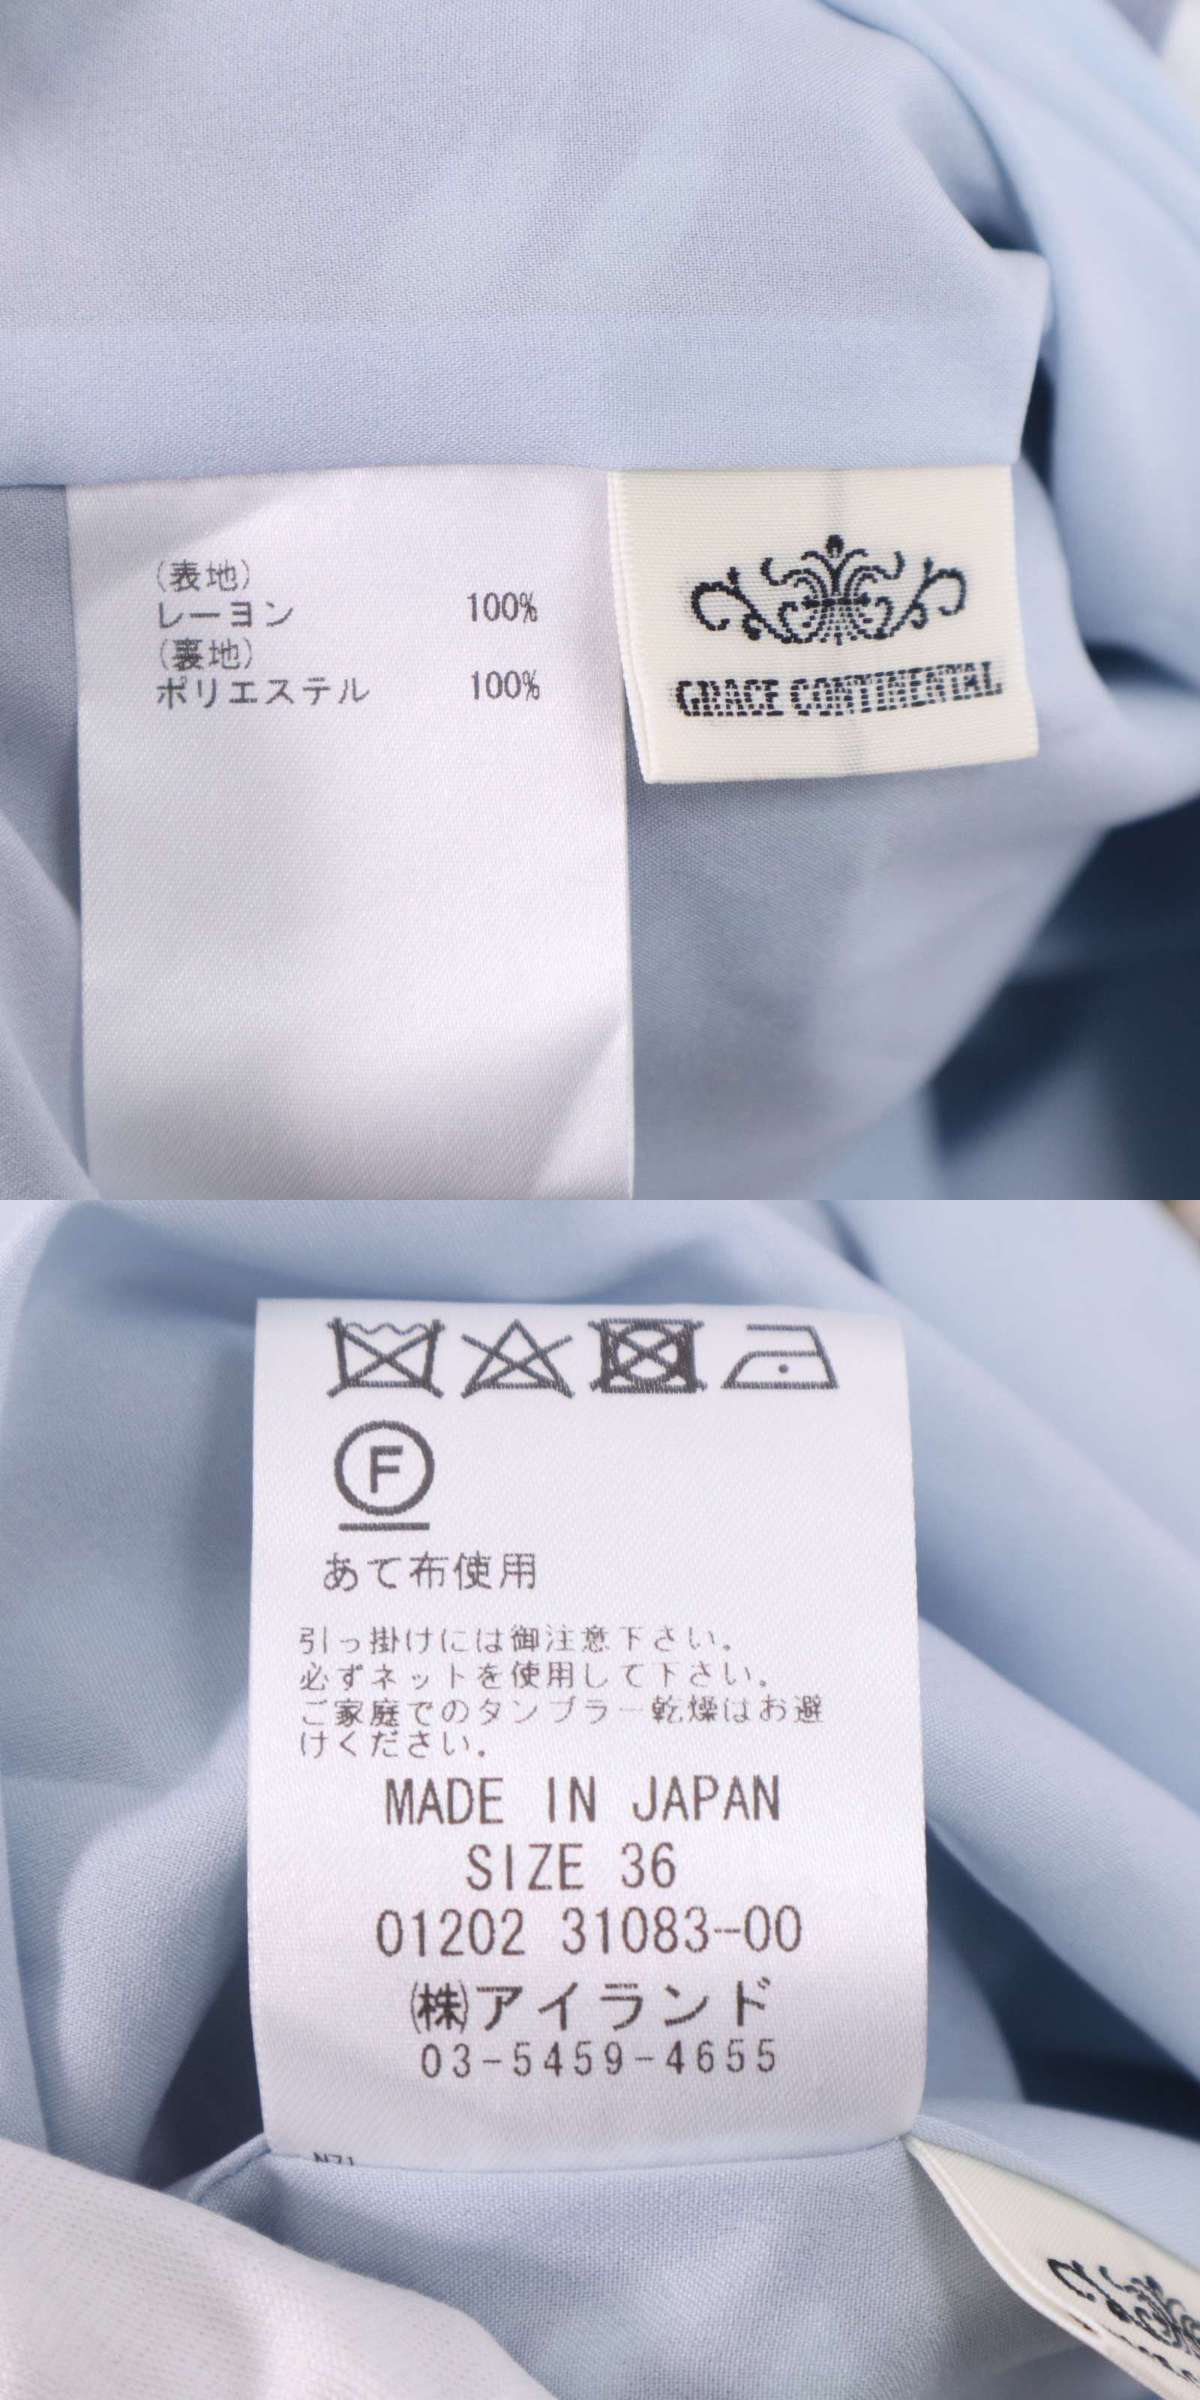 (表地)
レーヨン 100%
(裏地)
ポリエステル 100%
GRACE CONTINENTAL
F
あて布使用
引っ掛けには御注意下さい。
必ずネットを使用して下さい。
ご家庭でのタンブラー乾燥はお避
けください。
MADE IN JAPAN
SIZE 36
01202 31083-00
(株)アイランド
03-5459-4655